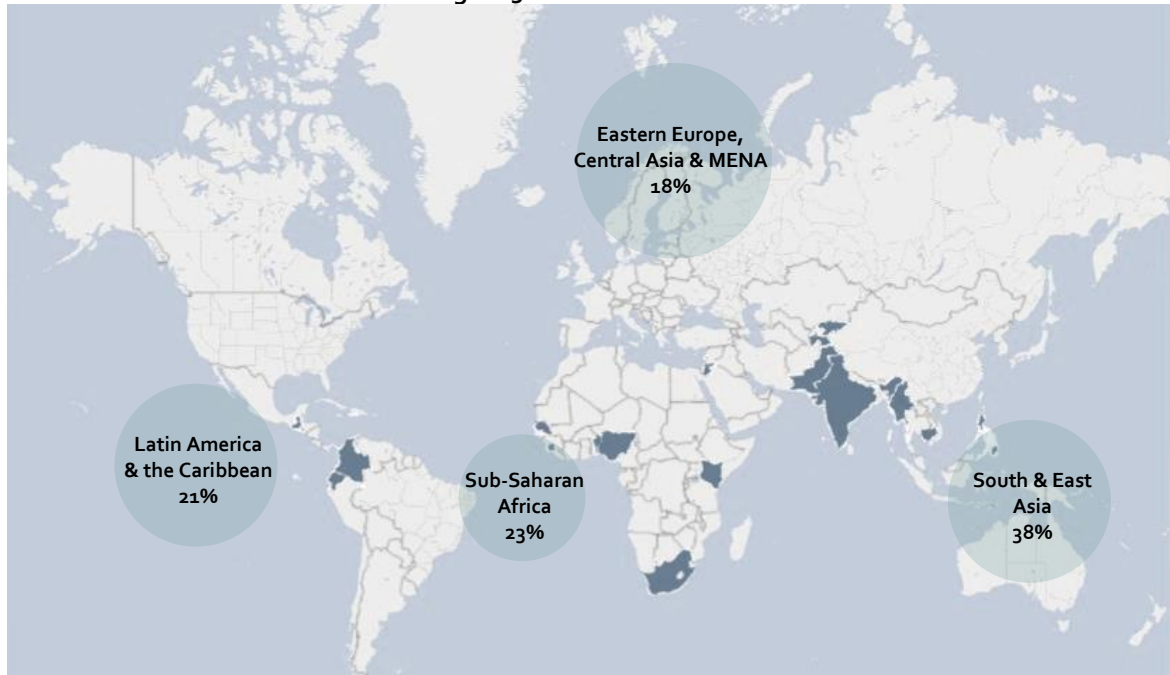 Eastern Europe,
Central Asia & MENA
18%
Latin America
& the Caribbean
21%
Sub-Saharan
Africa
23%
South & East
Asia
38%